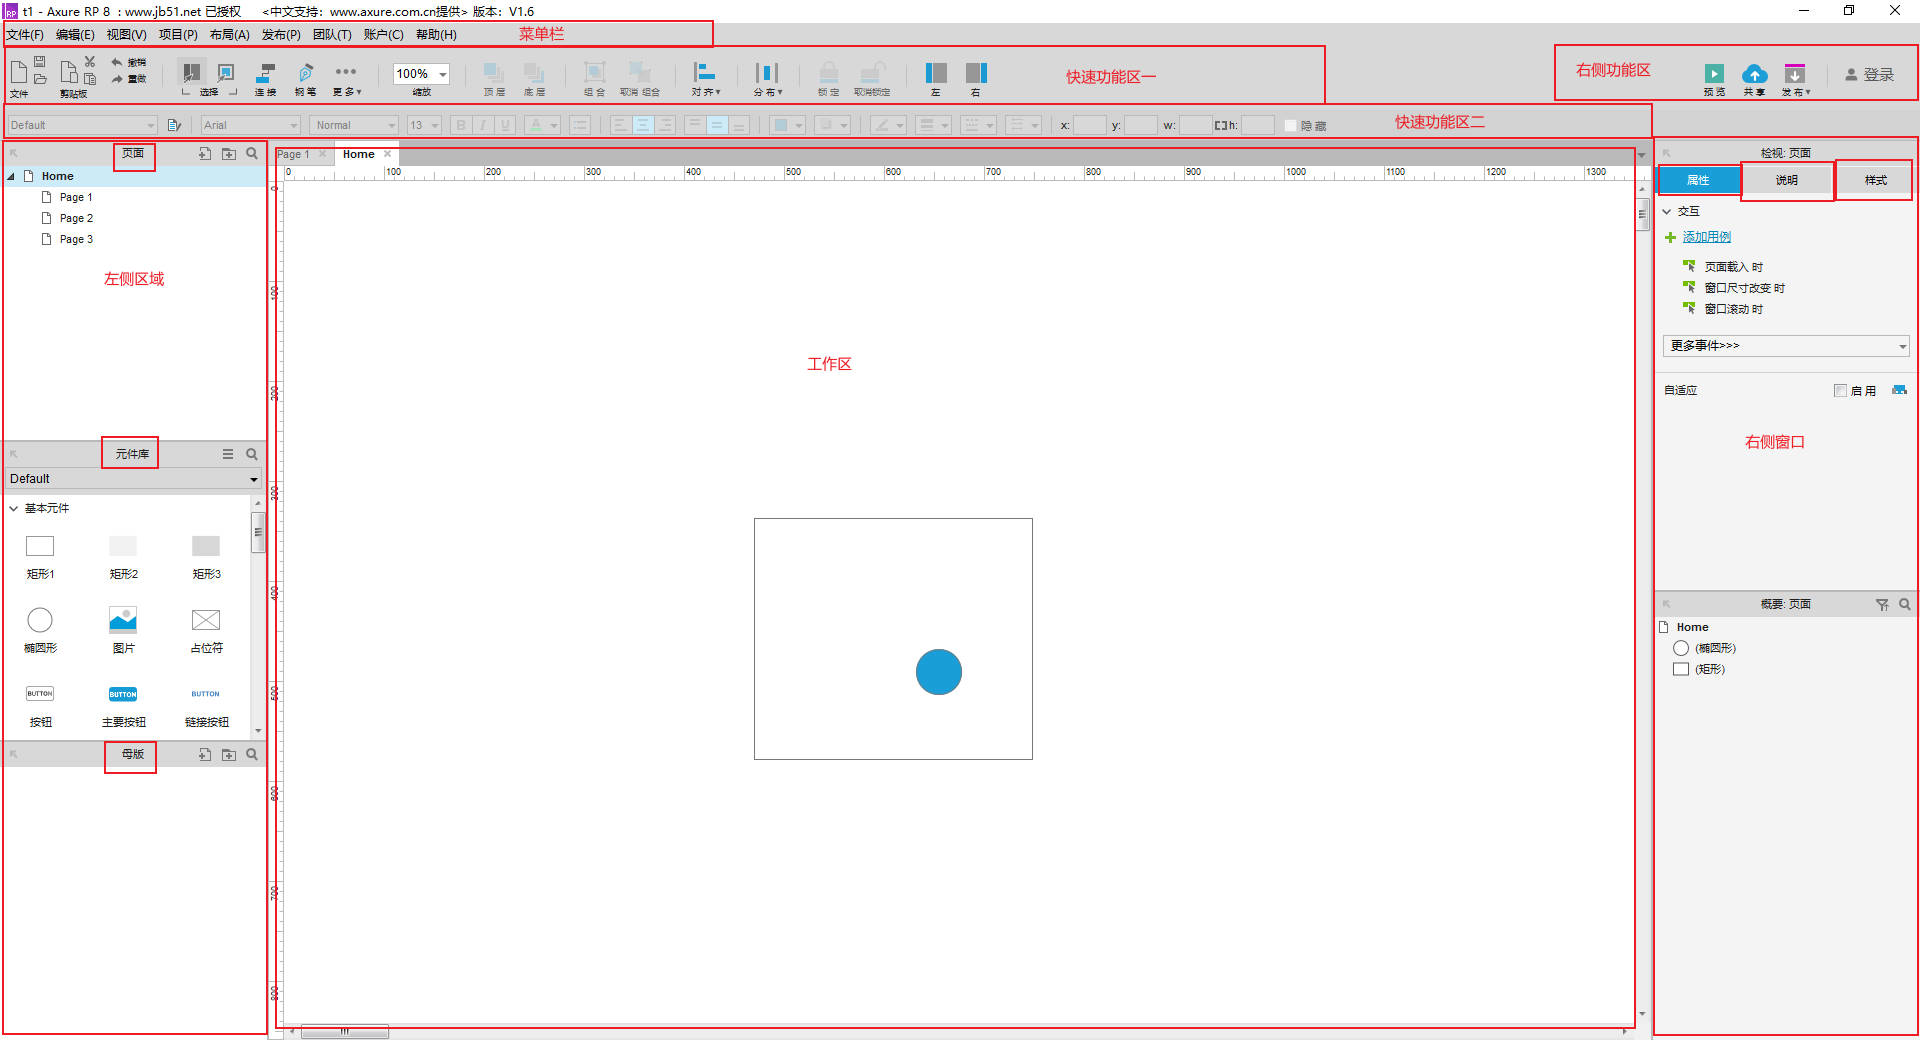 t1 - Axure RP 8 : www.jb51.net 已授权 <中文支持: www.axure.com.cn提供> 版本: V1.6
文件(F) 编辑(E) 视图(V) 项目(P) 布局(A) 发布(P) 团队(T) 账户(C) 帮助(H) 菜单栏
撤销
重做
100%
快速功能区一
右侧功能区
登录
文件 剪贴板 选择 连接 钢笔 更多 缩放 顶层 底层 组合 取消组合 对齐 分布 锁定 取消锁定 左 右 预览 共享 发布
Default Arial Normal 13 B I U A x: y: w: h: 隐藏 快速功能区二
页面
Page 1 Home
检视: 页面
0 100 200 300 400 500 600 700 800 900 1000 1100 1200 1300
Home
Page 1
Page 2
Page 3
左侧区域
属性 说明 样式
交互
添加用例
页面载入 时
窗口尺寸改变 时
窗口滚动 时
更多事件>>>
自适应 启用
右侧窗口
工作区
0
100
200
300
400
500
600
700
800
元件库
Default
基本元件
矩形1 矩形2 矩形3
椭圆形 图片 占位符
BUTTON BUTTON BUTTON
按钮 主要按钮 链接按钮
母版
概要: 页面
Home
(椭圆形)
(矩形)